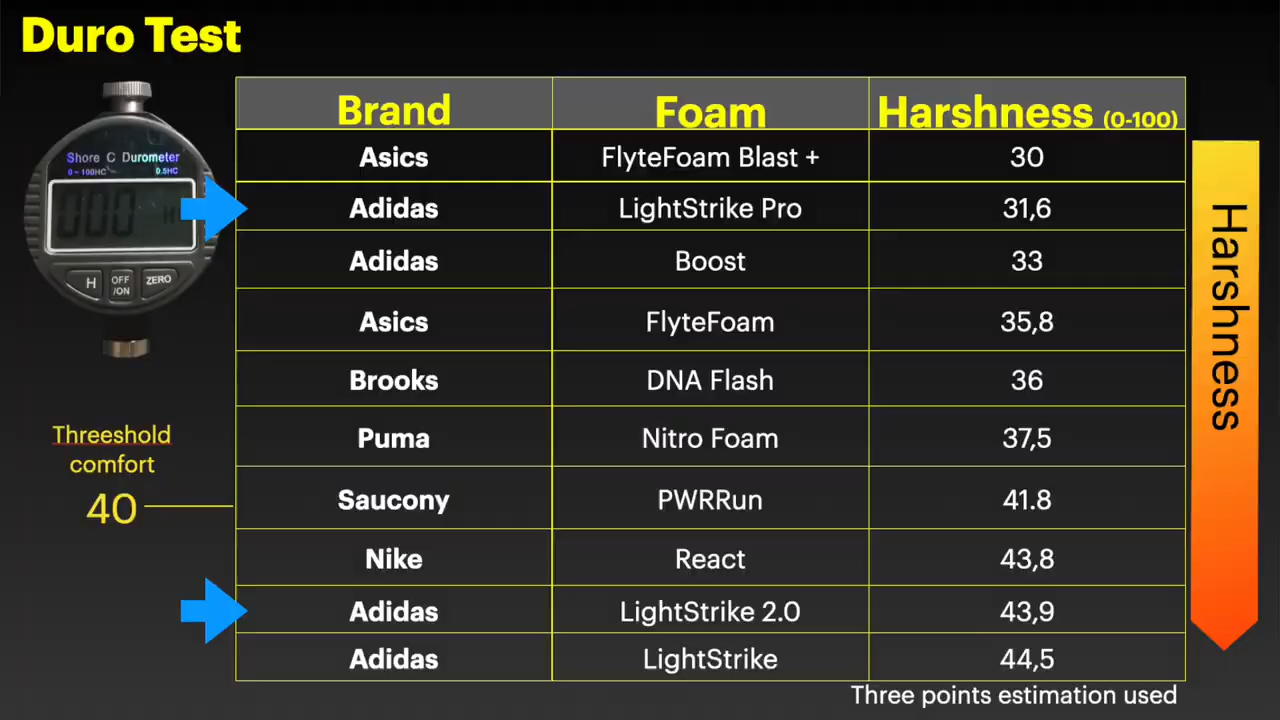 Duro Test
Shore C Durometer
0~100HC 0.5HC
000 H
H OFF/ON ZERO
Brand Foam Harshness (0-100)
Asics FlyteFoam Blast + 30
Adidas LightStrike Pro 31,6
Adidas Boost 33
Asics FlyteFoam 35,8
Brooks DNA Flash 36
Puma Nitro Foam 37,5
Saucony PWRRun 41.8
Nike React 43,8
Adidas LightStrike 2.0 43,9
Adidas LightStrike 44,5
Threeshold
comfort
40
Harshness
Three points estimation used